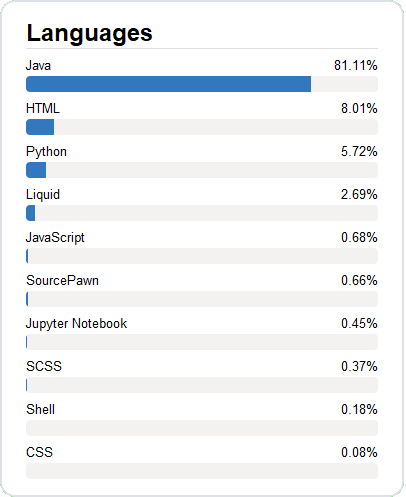 Languages
Java 81.11%
HTML 8.01%
Python 5.72%
Liquid 2.69%
JavaScript 0.68%
SourcePawn 0.66%
Jupyter Notebook 0.45%
SCSS 0.37%
Shell 0.18%
CSS 0.08%